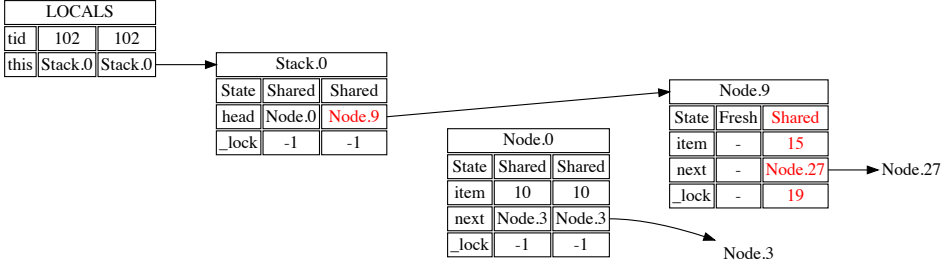 LOCALS
tid 102 102
this Stack.0 Stack.0
Stack.0
State Shared Shared
head Node.0 Node.9
_lock -1 -1
Node.0
State Shared Shared
item 10 10
next Node.3 Node.3
_lock -1 -1
Node.3
Node.9
State Fresh Shared
item - 15
next - Node.27
_lock - 19
Node.27